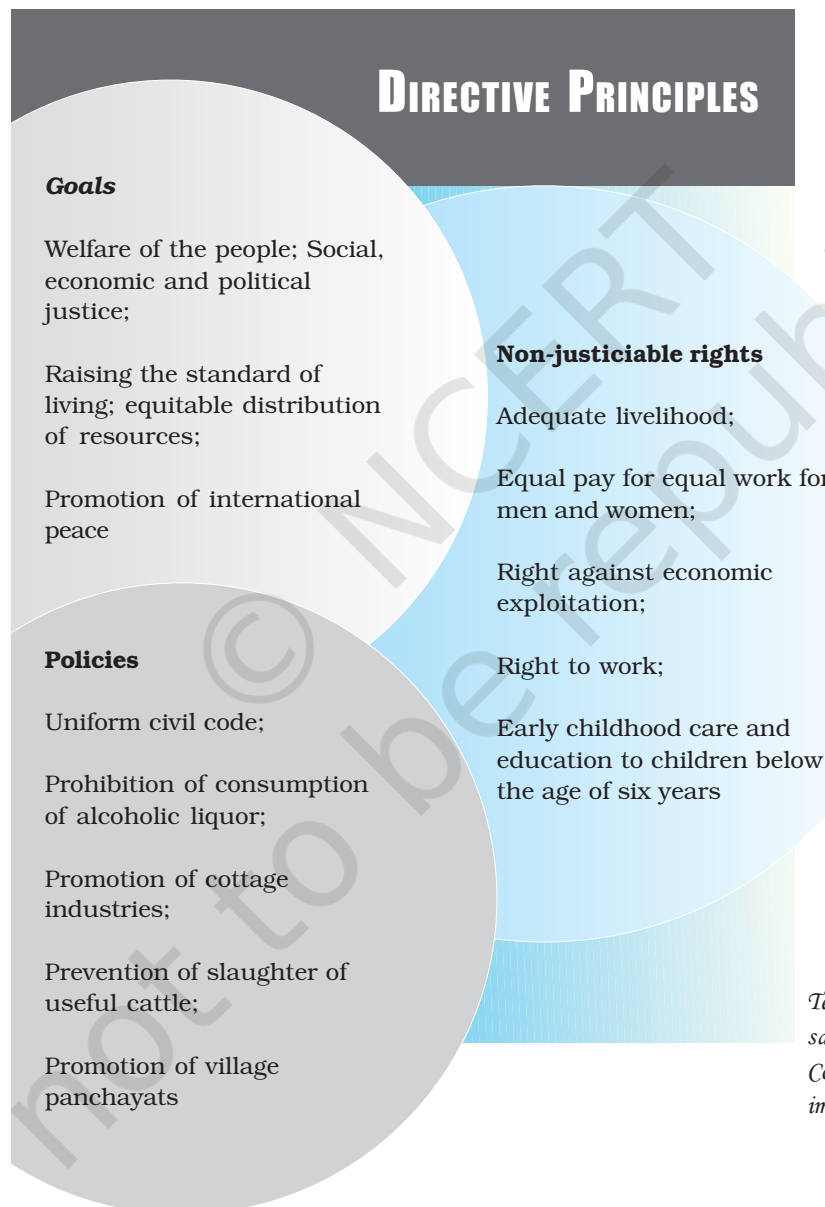 DIRECTIVE PRINCIPLES
Goals
Welfare of the people; Social,
economic and political
justice;
Raising the standard of
living; equitable distribution
of resources;
Promotion of international
peace
Non-justiciable rights
Adequate livelihood;
Equal pay for equal work for
men and women;
Right against economic
exploitation;
Right to work;
Early childhood care and
education to children below
the age of six years
Policies
Uniform civil code;
Prohibition of consumption
of alcoholic liquor;
Promotion of cottage
industries;
Prevention of slaughter of
useful cattle;
Promotion of village
panchayats
© NCERT
not to be